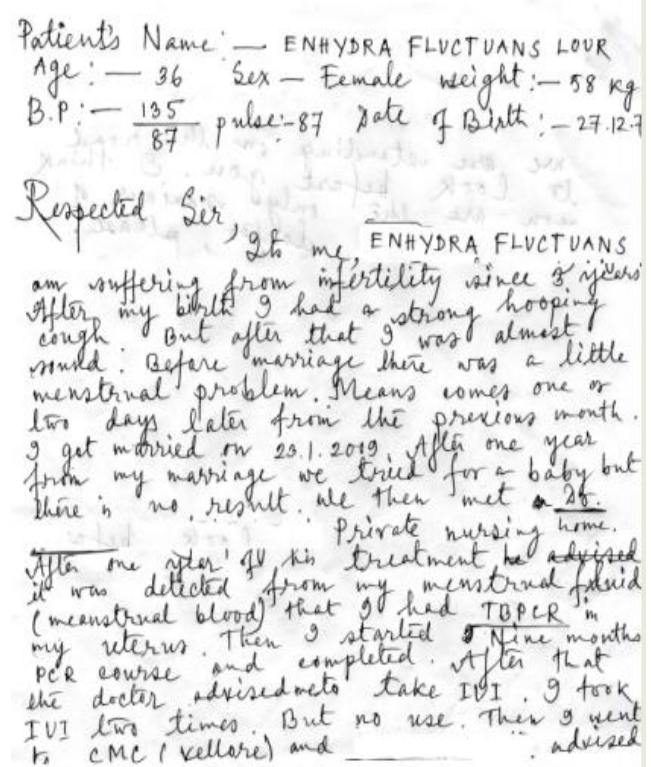 Patient's Name :— ENHYDRA FLUCTUANS LOUR
Age :— 36 Sex — Female weight :— 58 kg
B.P :— 135/87 pulse :-87 Date of Birth :— 27.12.7
Respected Sir,
Its me, ENHYDRA FLUCTUANS
am suffering from infertility since 3 years
After my birth I had a strong hooping
cough But after that I was almost
sound. Before marriage there was a little
menstrual problem. Means comes one or
two days later from the previous month.
I got married on 23.1.2019. After one year
from my marriage we tried for a baby but
there is no result. We then met a Dr.
Private nursing home.
After one year of his treatment he advised
it was detected from my menstrual fluid
(meanstrual blood) that I had TBPCR in
my uterus. Then I started Nine months
PCR course and completed. After that
the doctor advised me to take IVI. I took
IVI two times. But no use. Then I went
to CMC (vellore) and advised